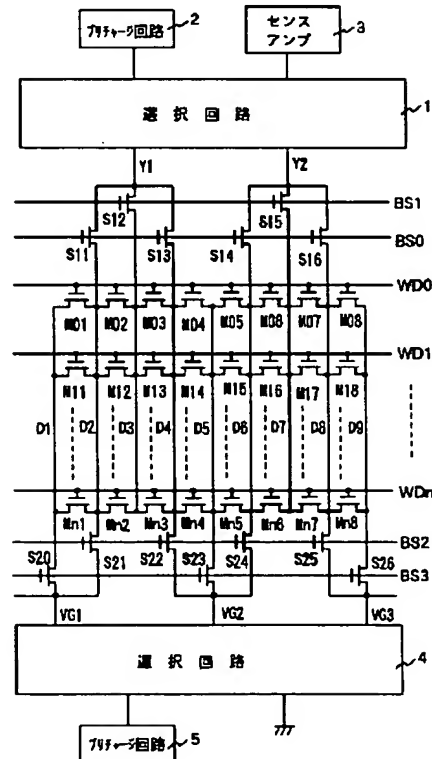 2
プリチャージ回路
センス
アンプ
3
選択回路
1
Y1
Y2
S12
S15
BS1
S11
S13
S14
S16
BS0
WD0
M01 M02 M03 M04 M05 M06 M07 M08
WD1
M11 M12 M13 M14 M15 M16 M17 M18
D1 D2 D3 D4 D5 D6 D7 D8 D9
WDn
Mn1 Mn2 Mn3 Mn4 Mn5 Mn6 Mn7 Mn8
BS2
S20 S21 S22 S23 S24 S25 S26
BS3
VG1 VG2 VG3
選択回路
4
プリチャージ回路
5